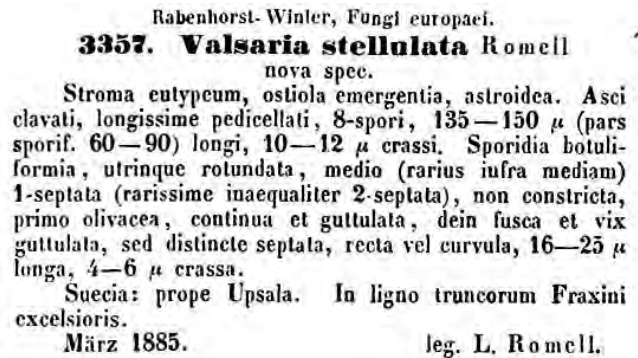 Rabenhorst-Winter, Fungi europaei.
3357. Valsaria stellulata Romell
nova spec.
Stroma eutypeum, ostiola emergentia, astroidea. Asci
clavati, longissime pedicellati, 8-spori, 135—150 µ (pars
sporif. 60—90) longi, 10—12 µ crassi. Sporidia botuli-
formia, utrinque rotundata, medio (rarius infra mediam)
1-septata (rarissime inaequaliter 2-septata), non constricta,
primo olivacea, continua et guttulata, dein fusca et vix
guttulata, sed distincte septata, recta vel curvula, 16—25 µ
longa, 4—6 µ crassa.
Suecia: prope Upsala. In ligno truncorum Fraxini
excelsioris.
März 1885. leg. L. Romell.